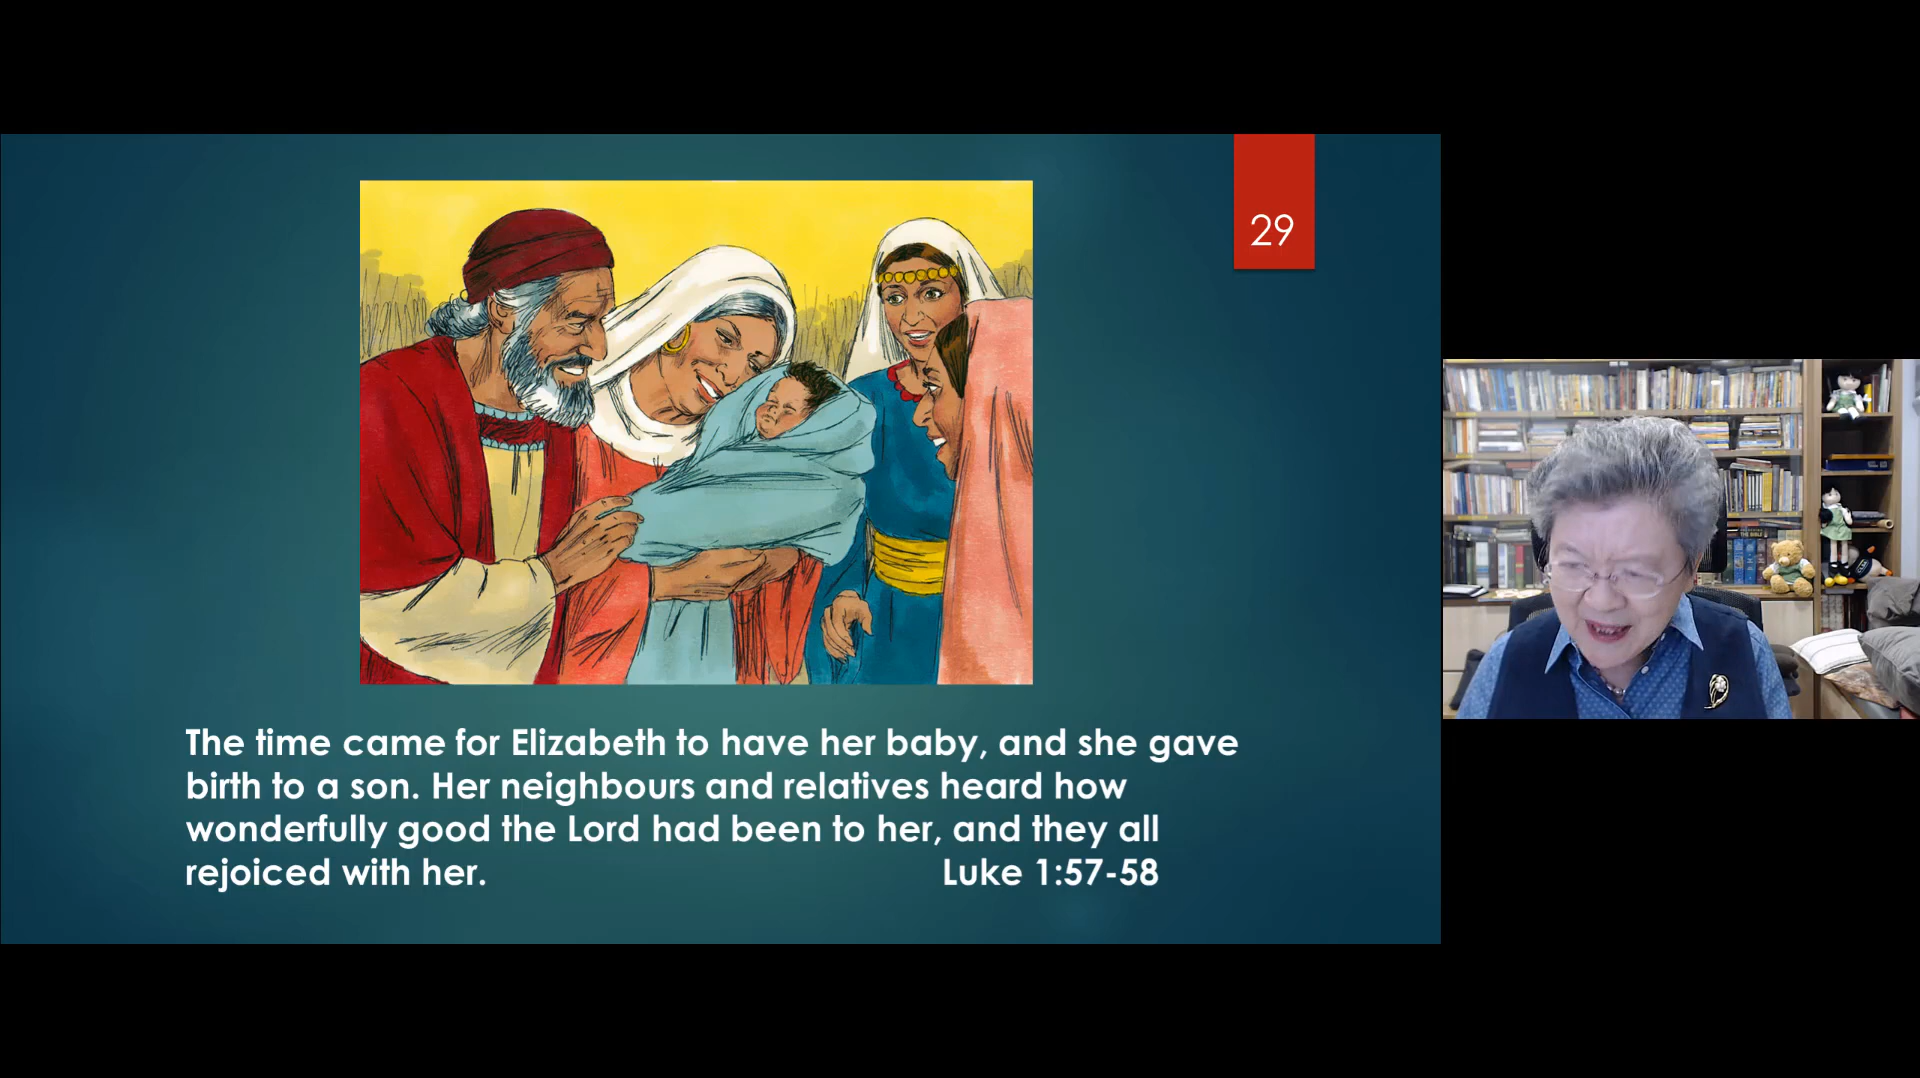 29
The time came for Elizabeth to have her baby, and she gave
birth to a son. Her neighbours and relatives heard how
wonderfully good the Lord had been to her, and they all
rejoiced with her. Luke 1:57-58
THE BIBLE